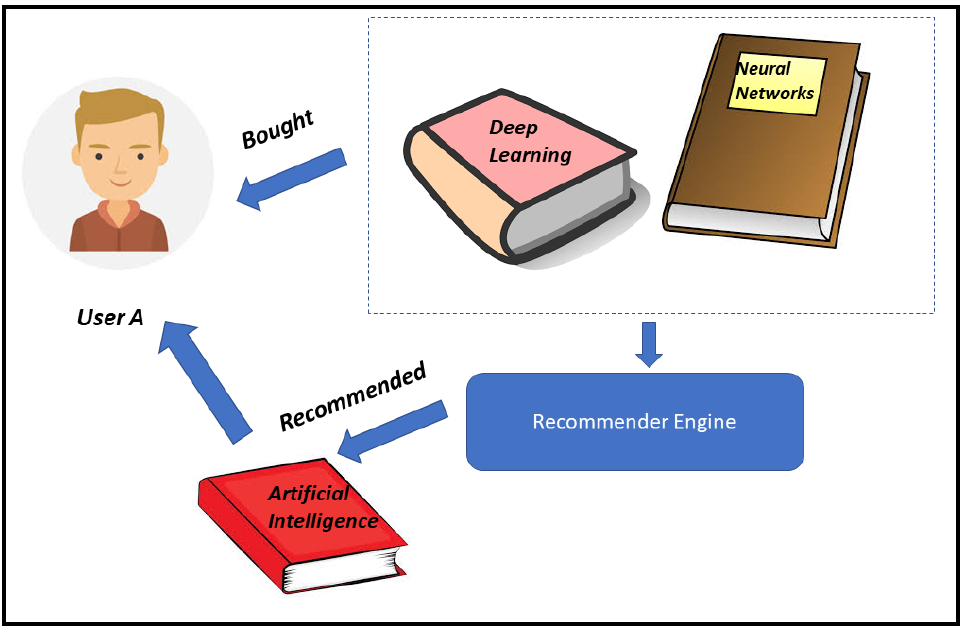 Bought
Deep
Learning
Neural
Networks
User A
Recommended
Recommender Engine
Artificial
Intelligence